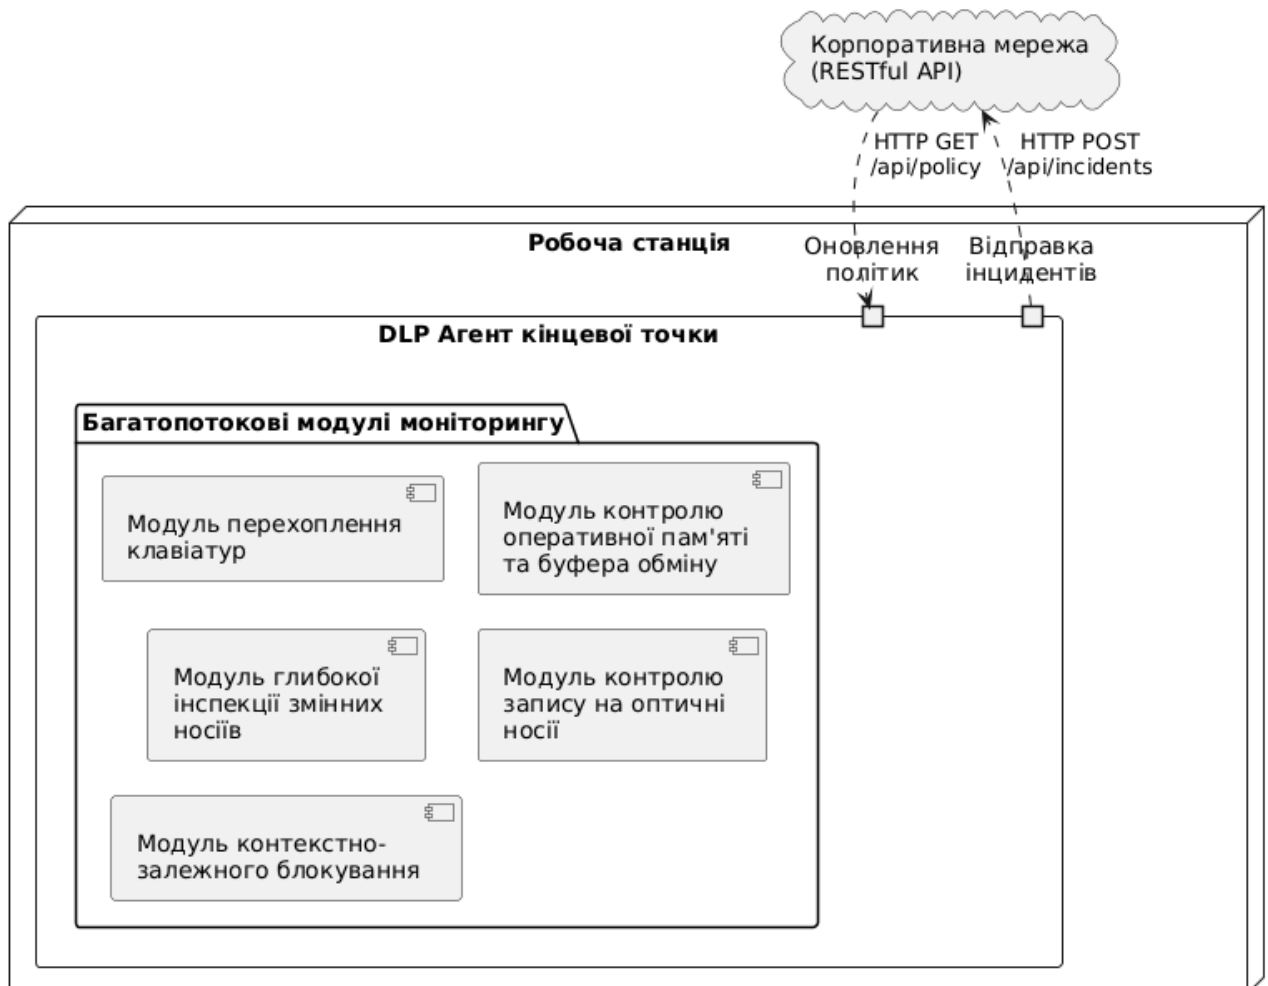 Корпоративна мережа
(RESTful API)
HTTP GET
/api/policy
HTTP POST
/api/incidents
Робоча станція
Оновлення
політик
Відправка
інцидентів
DLP Агент кінцевої точки
Багатопотокові модулі моніторингу
Модуль перехоплення
клавіатур
Модуль контролю
оперативної пам'яті
та буфера обміну
Модуль глибокої
інспекції змінних
носіїв
Модуль контролю
запису на оптичні
носії
Модуль контекстно-
залежного блокування